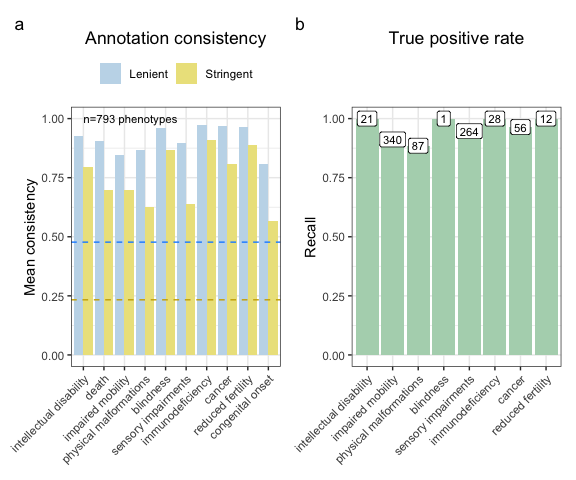 a
Annotation consistency
Lenient
Stringent
n=793 phenotypes
Mean consistency
1.00
0.75
0.50
0.25
0.00
intellectual disability
death
impaired mobility
physical malformations
blindness
sensory impairments
immunodeficiency
cancer
reduced fertility
congenital onset
b
True positive rate
Recall
1.00
0.75
0.50
0.25
0.00
21
340
87
1
264
28
56
12
intellectual disability
impaired mobility
physical malformations
blindness
sensory impairments
immunodeficiency
cancer
reduced fertility